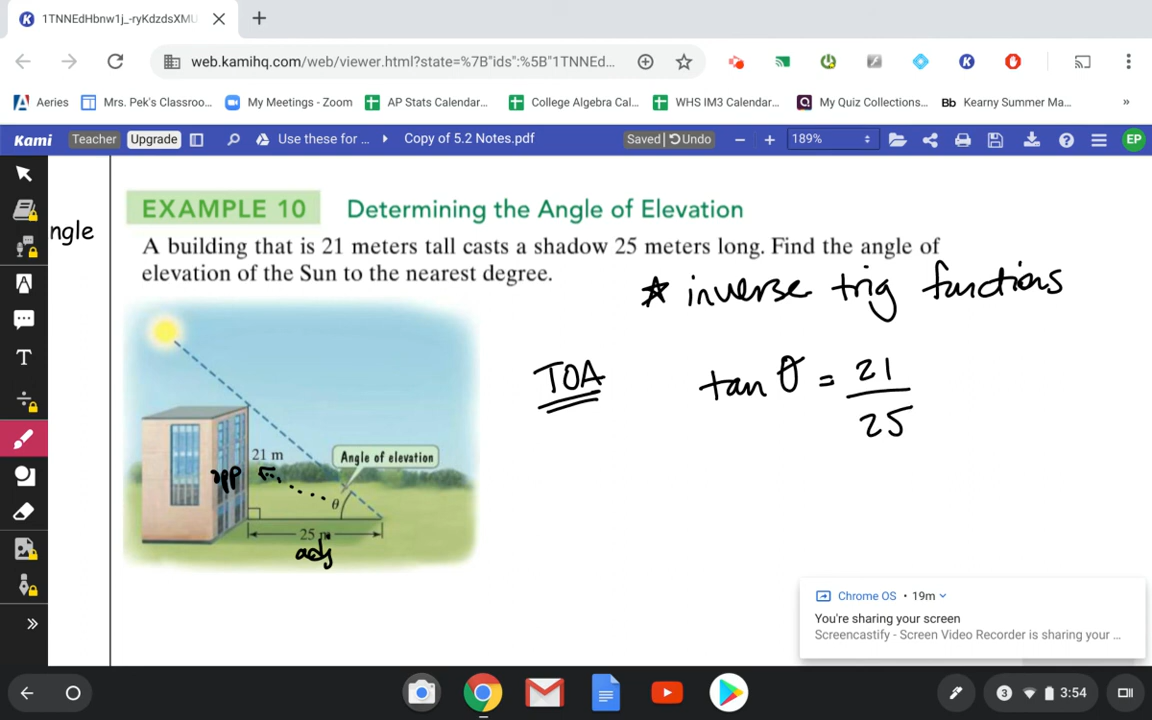 1TNNEdHbnw1j_-ryKdzdsXMU
web.kamihq.com/web/viewer.html?state=%7B"ids":%5B"1TNNEd...
Aeries Mrs. Pek's Classroo... My Meetings - Zoom AP Stats Calendar... College Algebra Cal... WHS IM3 Calendar... My Quiz Collections... Bb Kearny Summer Ma... »
Kami Teacher Upgrade Use these for ... Copy of 5.2 Notes.pdf Saved Undo 189% EP
ngle
EXAMPLE 10 Determining the Angle of Elevation
A building that is 21 meters tall casts a shadow 25 meters long. Find the angle of
elevation of the Sun to the nearest degree.
inverse trig functions
TOA tan θ = 21
25
21 m
Angle of elevation
opp
θ
25 m
adj
Chrome OS • 19m
You're sharing your screen
Screencastify - Screen Video Recorder is sharing your ...
3 3:54